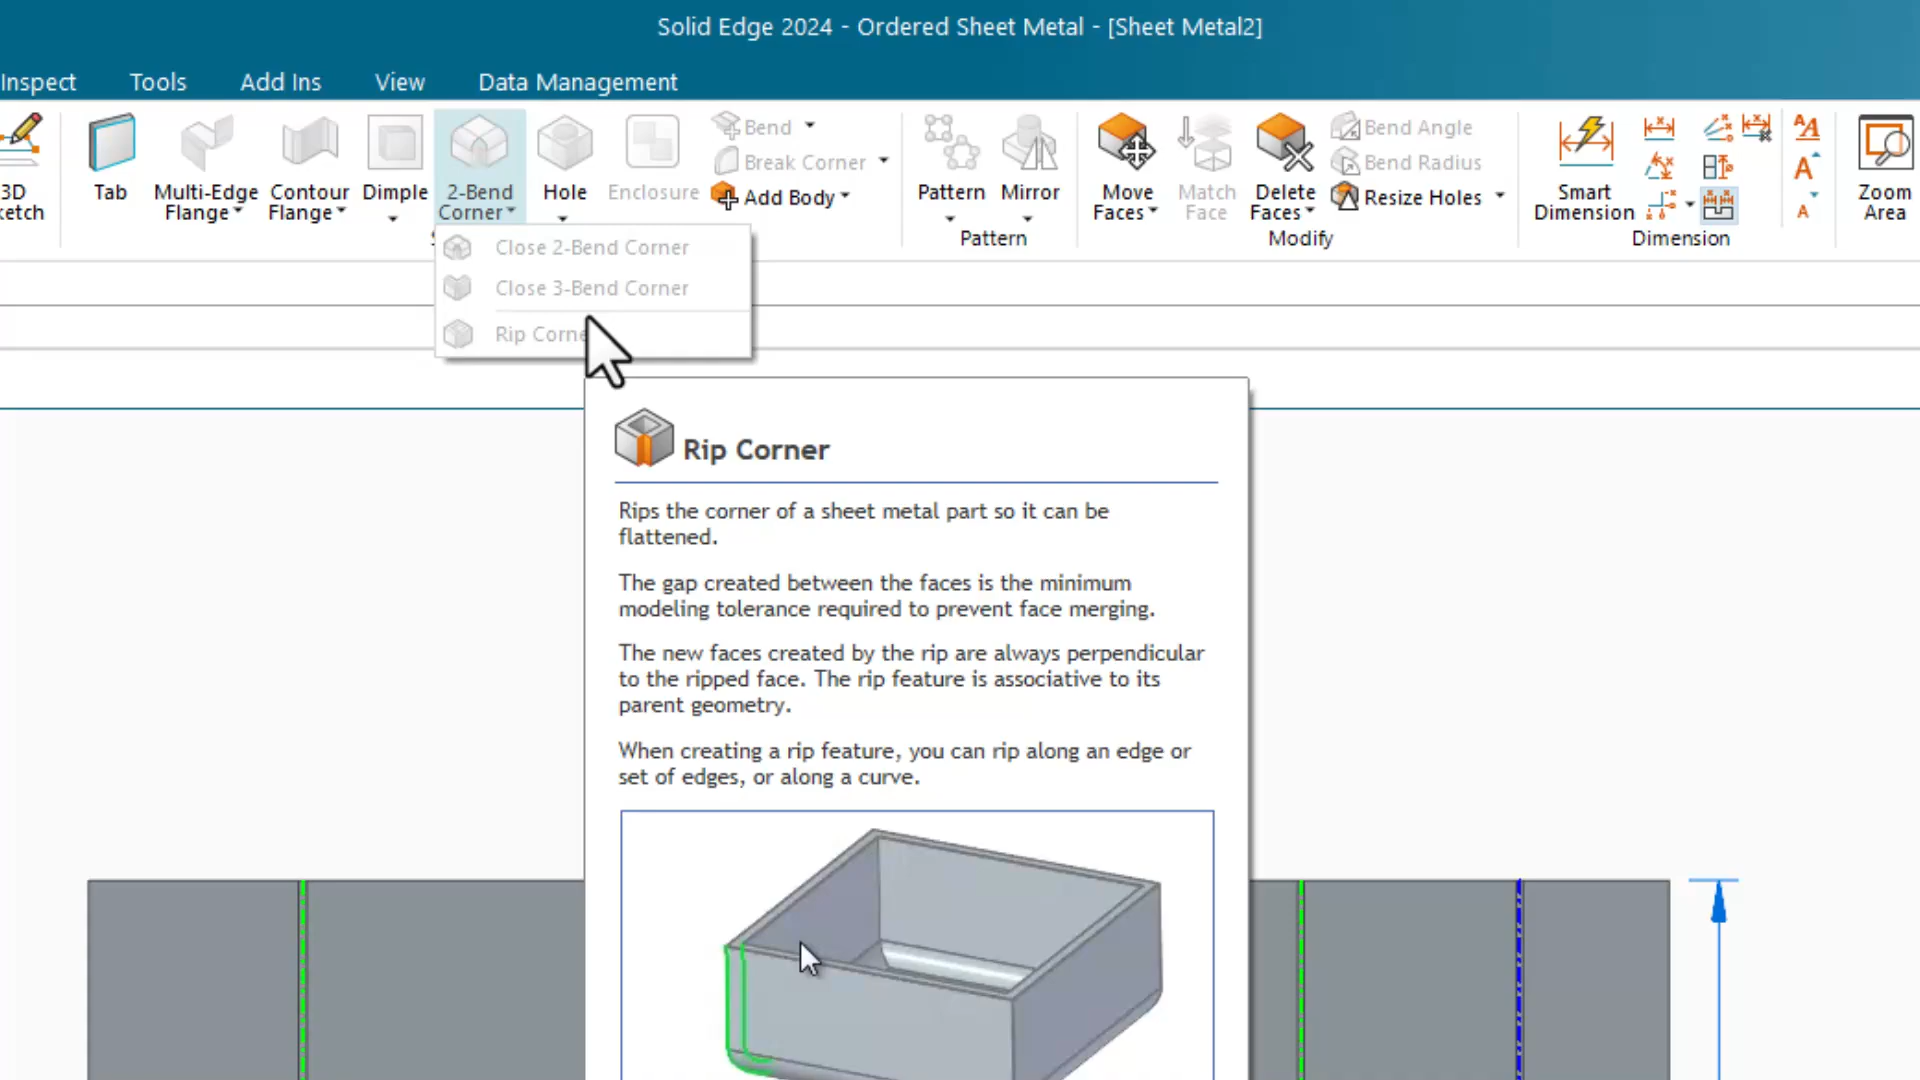 Solid Edge 2024 - Ordered Sheet Metal - [Sheet Metal2]
Inspect Tools Add Ins View Data Management
3D
Tab
Multi-Edge
Flange
Contour
Flange
Dimple
2-Bend
Corner
Hole
Enclosure
Bend
Break Corner
Add Body
Pattern
Mirror
Pattern
Move
Faces
Match
Face
Delete
Faces
Bend Angle
Bend Radius
Resize Holes
Modify
Smart
Dimension
Dimension
Zoom
Area
Close 2-Bend Corner
Close 3-Bend Corner
Rip Corner
Rips the corner of a sheet metal part so it can be
flattened.
The gap created between the faces is the minimum
modeling tolerance required to prevent face merging.
The new faces created by the rip are always perpendicular
to the ripped face. The rip feature is associative to its
parent geometry.
When creating a rip feature, you can rip along an edge or
set of edges, or along a curve.